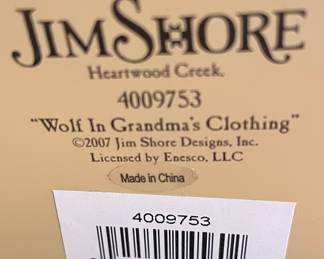 JIM SHORE
Heartwood Creek.
4009753
"Wolf In Grandma's Clothing"
©2007 Jim Shore Designs, Inc.
Licensed by Enesco, LLC
Made in China
4009753